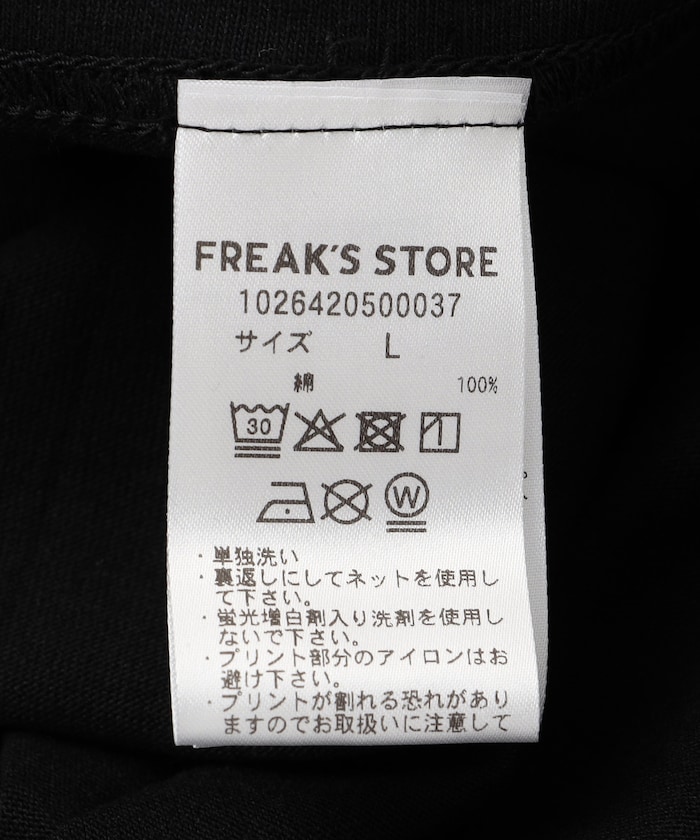 FREAK'S STORE
1026420500037
サイズ L
綿 100%
30
W
・単独洗い
・裏返しにしてネットを使用し
て下さい。
・蛍光増白剤入り洗剤を使用し
ないで下さい。
・プリント部分のアイロンはお
避け下さい。
・プリントが割れる恐れがあり
ますのでお取扱いに注意して